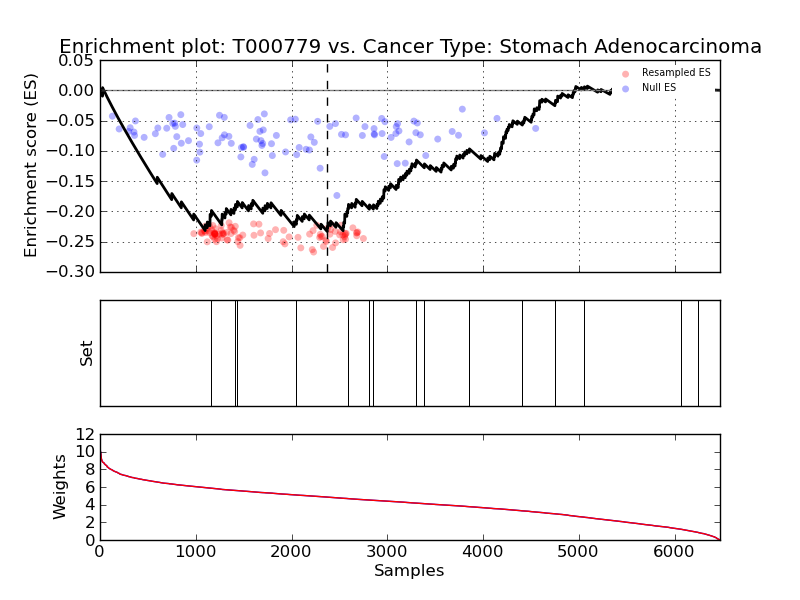 Enrichment plot: T000779 vs. Cancer Type: Stomach Adenocarcinoma
0.05
0.00
−0.05
−0.10
−0.15
−0.20
−0.25
−0.30
Enrichment score (ES)
Resampled ES
Null ES
Set
12
10
8
6
4
2
0
Weights
0 1000 2000 3000 4000 5000 6000
Samples